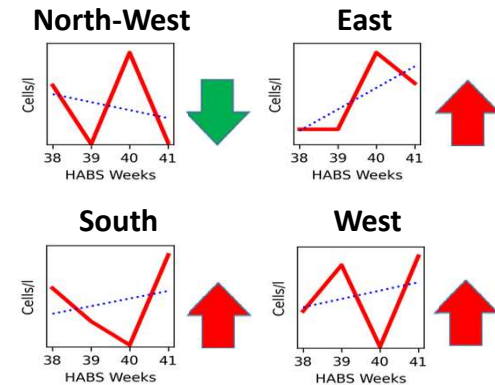 North-West
Cells/l
38 39 40 41
HABS Weeks
East
Cells/l
38 39 40 41
HABS Weeks
South
Cells/l
38 39 40 41
HABS Weeks
West
Cells/l
38 39 40 41
HABS Weeks